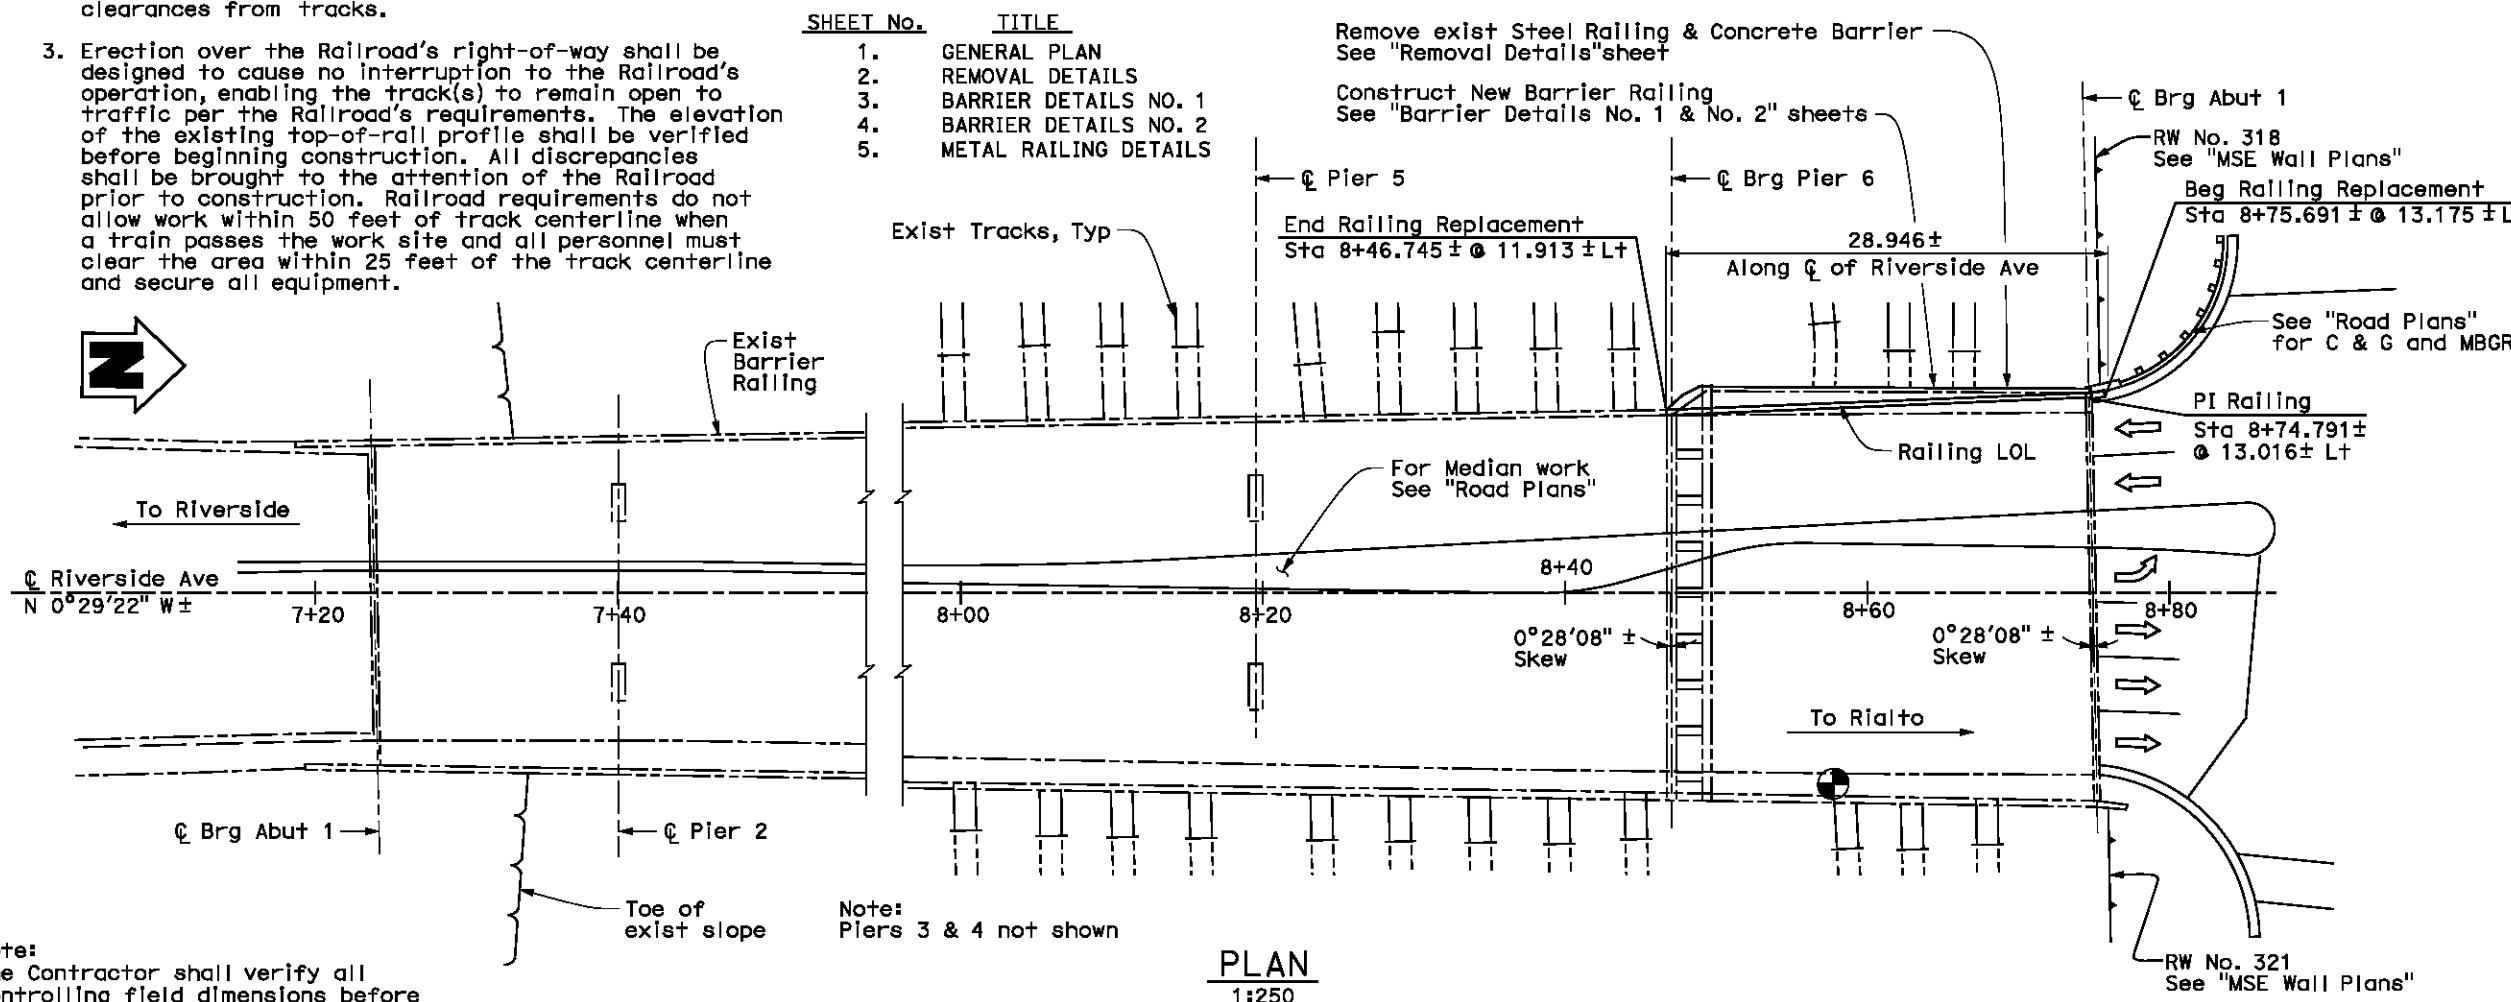 clearances from tracks.
3. Erection over the Railroad's right-of-way shall be
designed to cause no interruption to the Railroad's
operation, enabling the track(s) to remain open to
traffic per the Railroad's requirements. The elevation
of the existing top-of-rail profile shall be verified
before beginning construction. All discrepancies
shall be brought to the attention of the Railroad
prior to construction. Railroad requirements do not
allow work within 50 feet of track centerline when
a train passes the work site and all personnel must
clear the area within 25 feet of the track centerline
and secure all equipment.
SHEET No. TITLE
1. GENERAL PLAN
2. REMOVAL DETAILS
3. BARRIER DETAILS NO. 1
4. BARRIER DETAILS NO. 2
5. METAL RAILING DETAILS
Remove exist Steel Railing & Concrete Barrier
See "Removal Details"sheet
Construct New Barrier Railing
See "Barrier Details No. 1 & No. 2" sheets
℄ Brg Abut 1
RW No. 318
See "MSE Wall Plans"
Beg Railing Replacement
Sta 8+75.691 ± @ 13.175 ± L
℄ Pier 5
℄ Brg Pier 6
Exist Tracks, Typ
End Railing Replacement
Sta 8+46.745 ± @ 11.913 ± Lt
28.946±
Along ℄ of Riverside Ave
See "Road Plans"
for C & G and MBGR
N
Exist
Barrier
Railing
PI Railing
Sta 8+74.791±
@ 13.016± Lt
Railing LOL
For Median work
See "Road Plans"
To Riverside
℄ Riverside Ave
N 0°29'22" W±
7+20
7+40
8+00
8+20
8+40
8+60
8+80
0°28'08" ±
Skew
0°28'08" ±
Skew
To Rialto
℄ Brg Abut 1
℄ Pier 2
Toe of
exist slope
Note:
Piers 3 & 4 not shown
te:
e Contractor shall verify all
ntrolling field dimensions before
PLAN
1:250
RW No. 321
See "MSE Wall Plans"